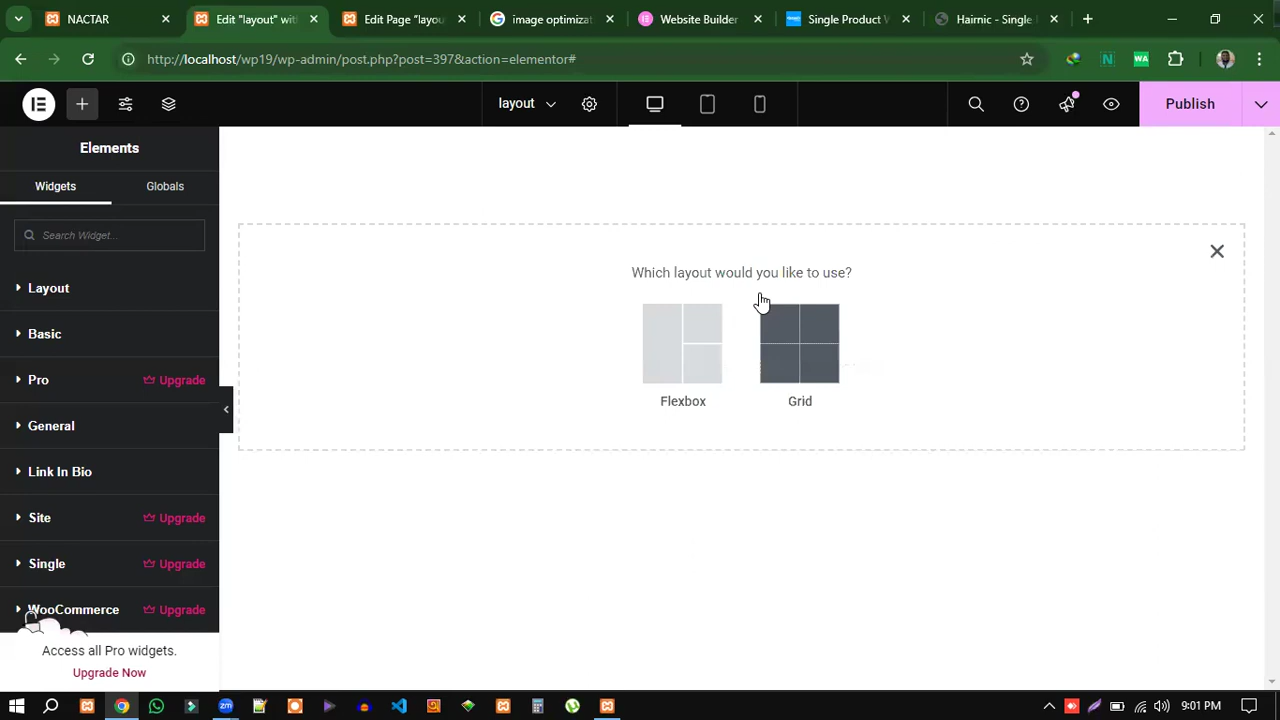 NACTAR
Edit "layout" wit
Edit Page "layou
image optimizat
Website Builder
Single Product V
Hairnic - Single
http://localhost/wp19/wp-admin/post.php?post=397&action=elementor#
N
WA
layout
Publish
Elements
Widgets
Globals
Search Widget...
Layout
Basic
Pro
Upgrade
General
Link In Bio
Site
Upgrade
Single
Upgrade
WooCommerce
Upgrade
Access all Pro widgets.
Upgrade Now
Which layout would you like to use?
Flexbox
Grid
9:01 PM